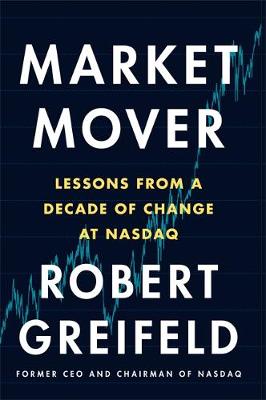 MARKET
MOVER
LESSONS FROM A
DECADE OF CHANGE
AT NASDAQ
ROBERT
GREIFELD
FORMER CEO AND CHAIRMAN OF NASDAQ